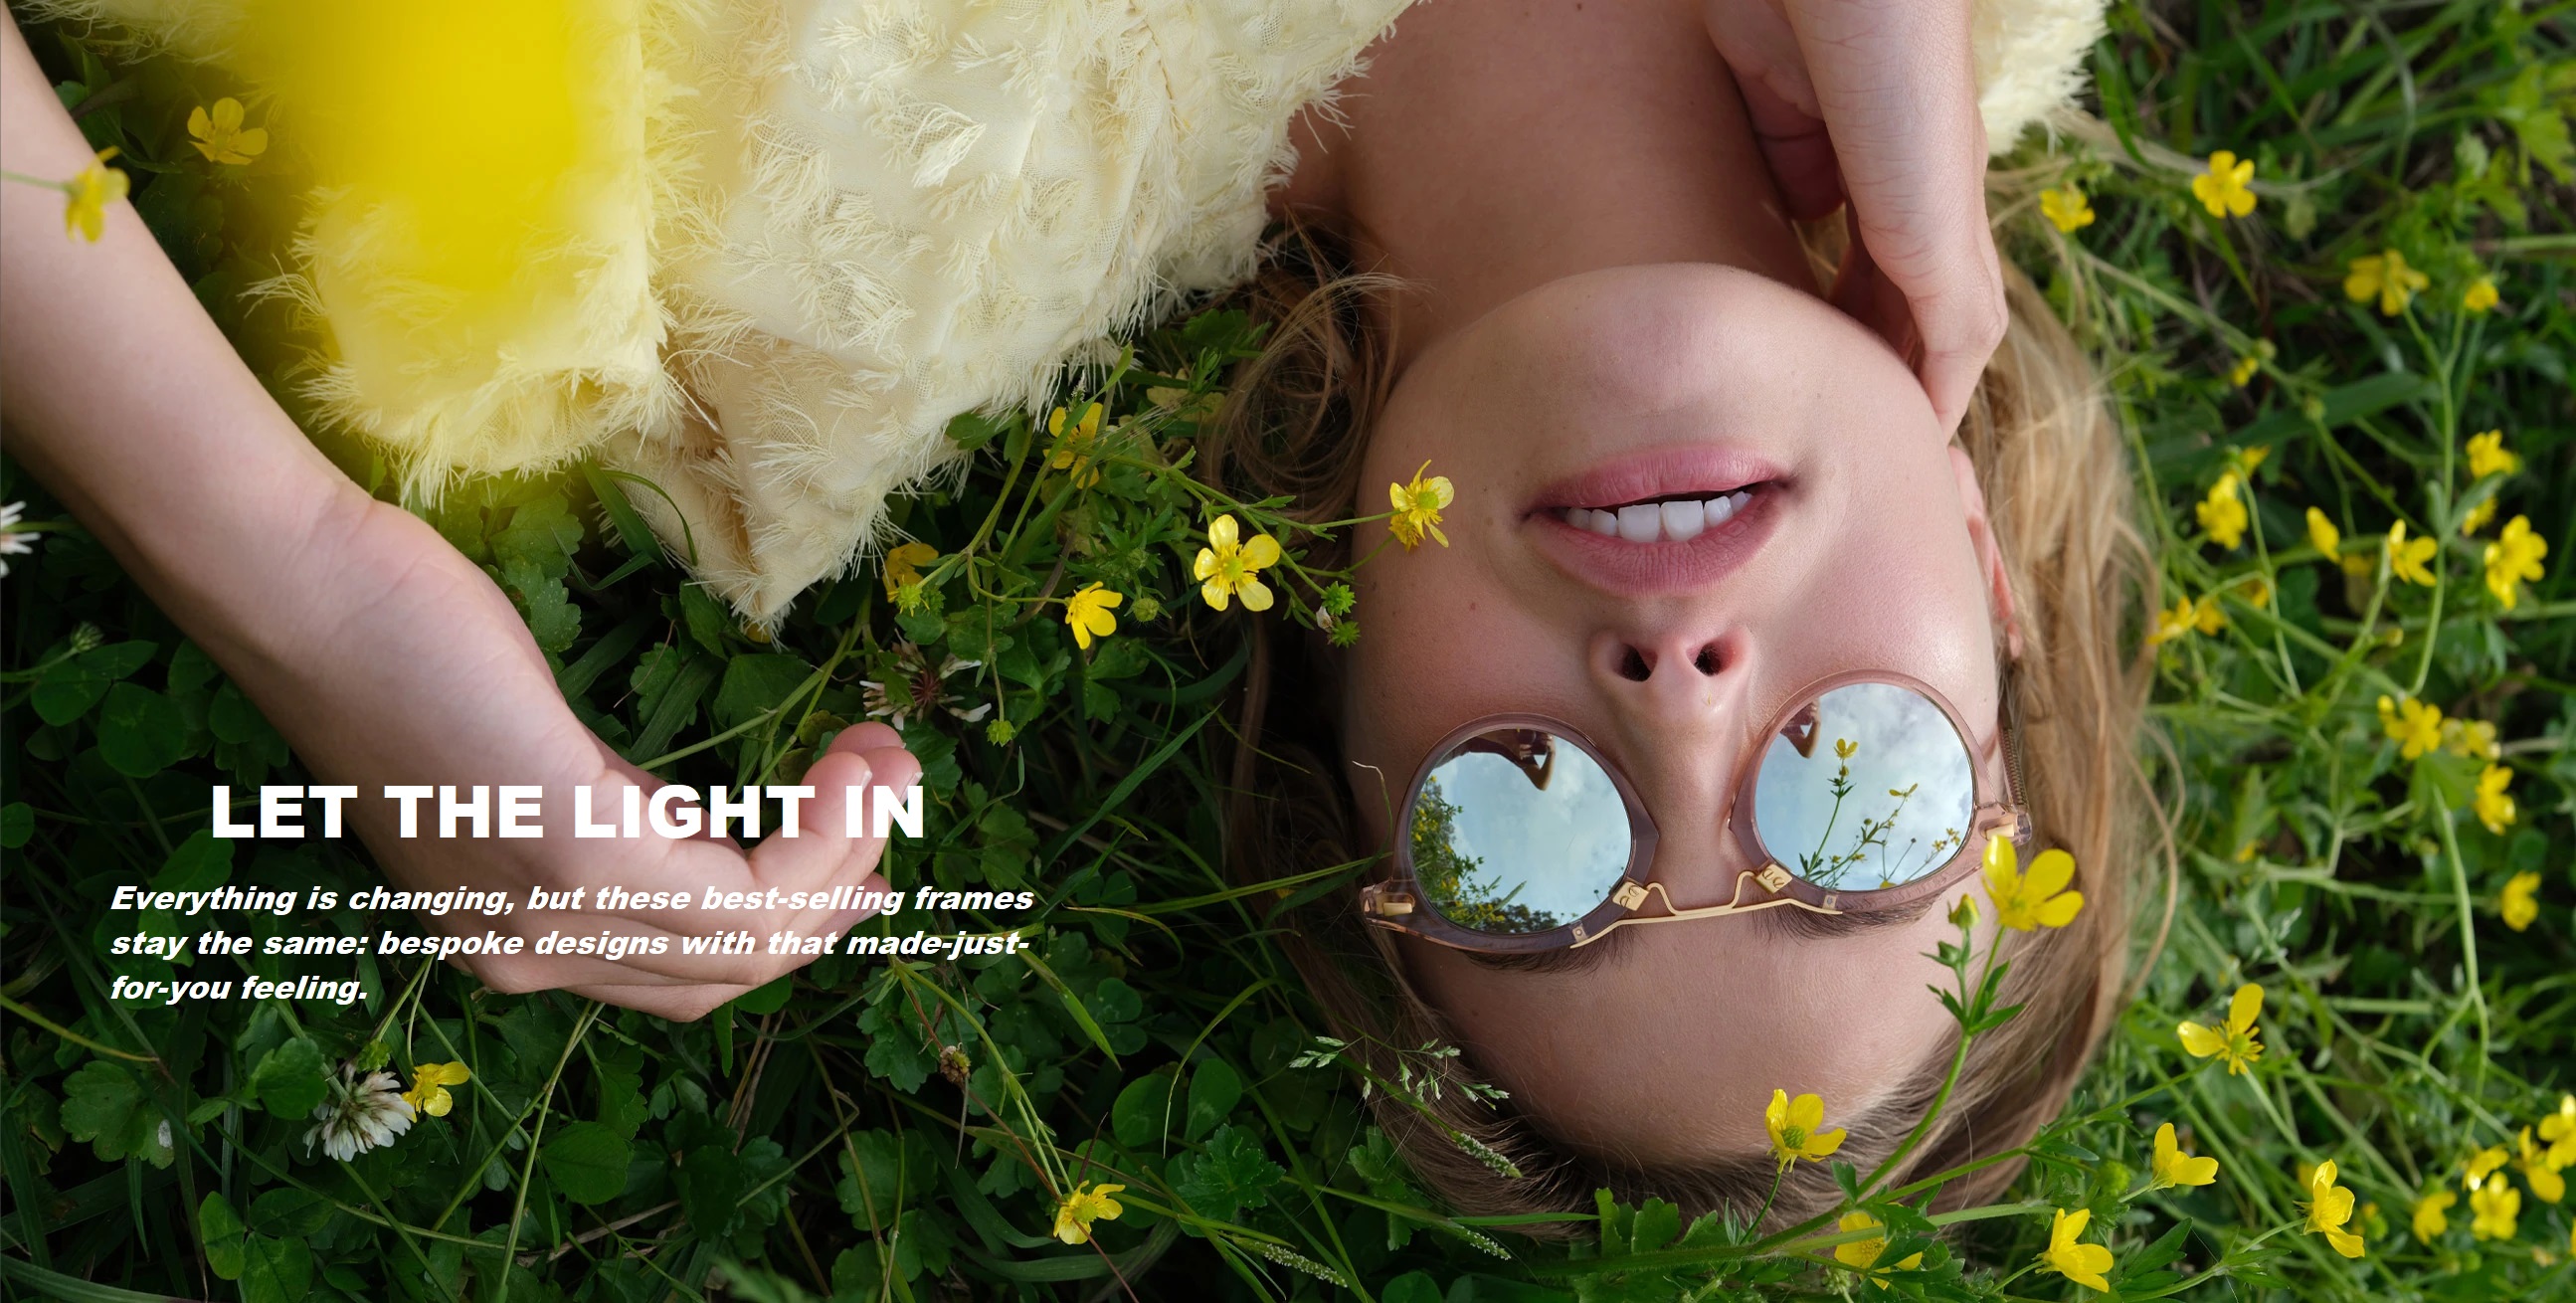 LET THE LIGHT IN
Everything is changing, but these best-selling frames
stay the same: bespoke designs with that made-just-
for-you feeling.